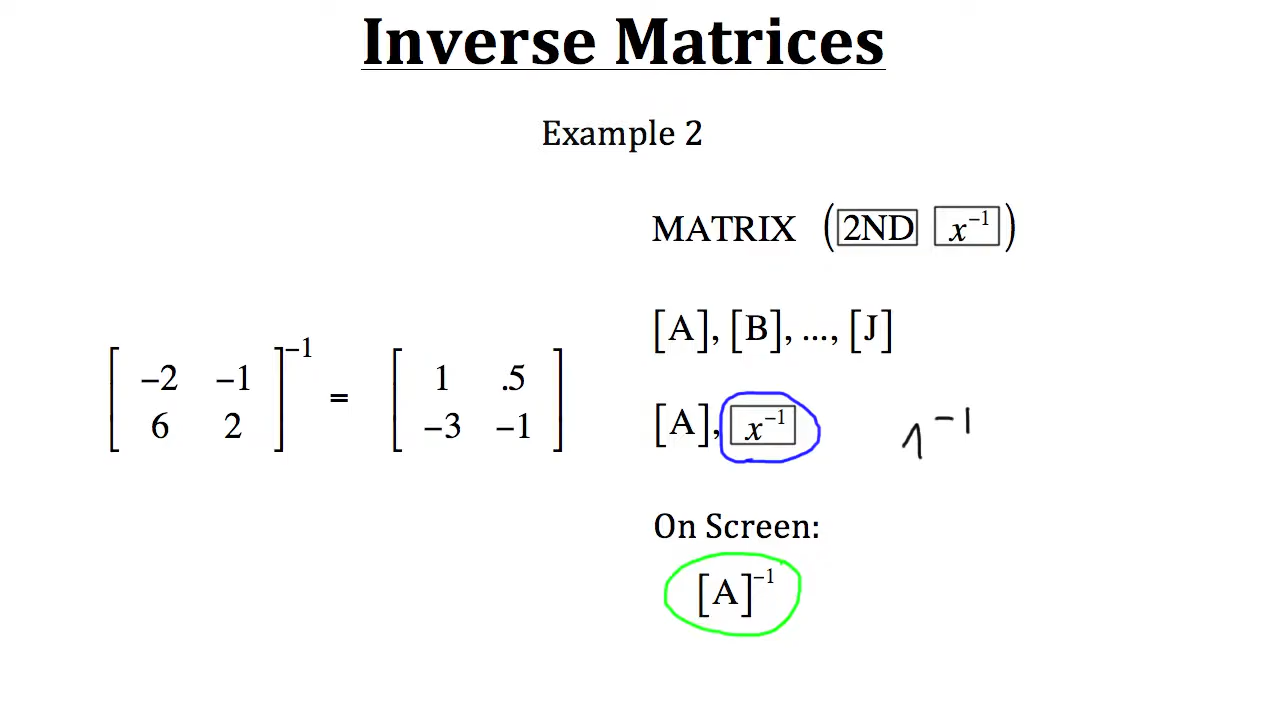 Inverse Matrices
Example 2
MATRIX (2ND x⁻¹)
[A], [B], ..., [J]
[−2 −1
6 2]⁻¹ = [1 .5
−3 −1]
[A], x⁻¹
1⁻¹
On Screen:
[A]⁻¹